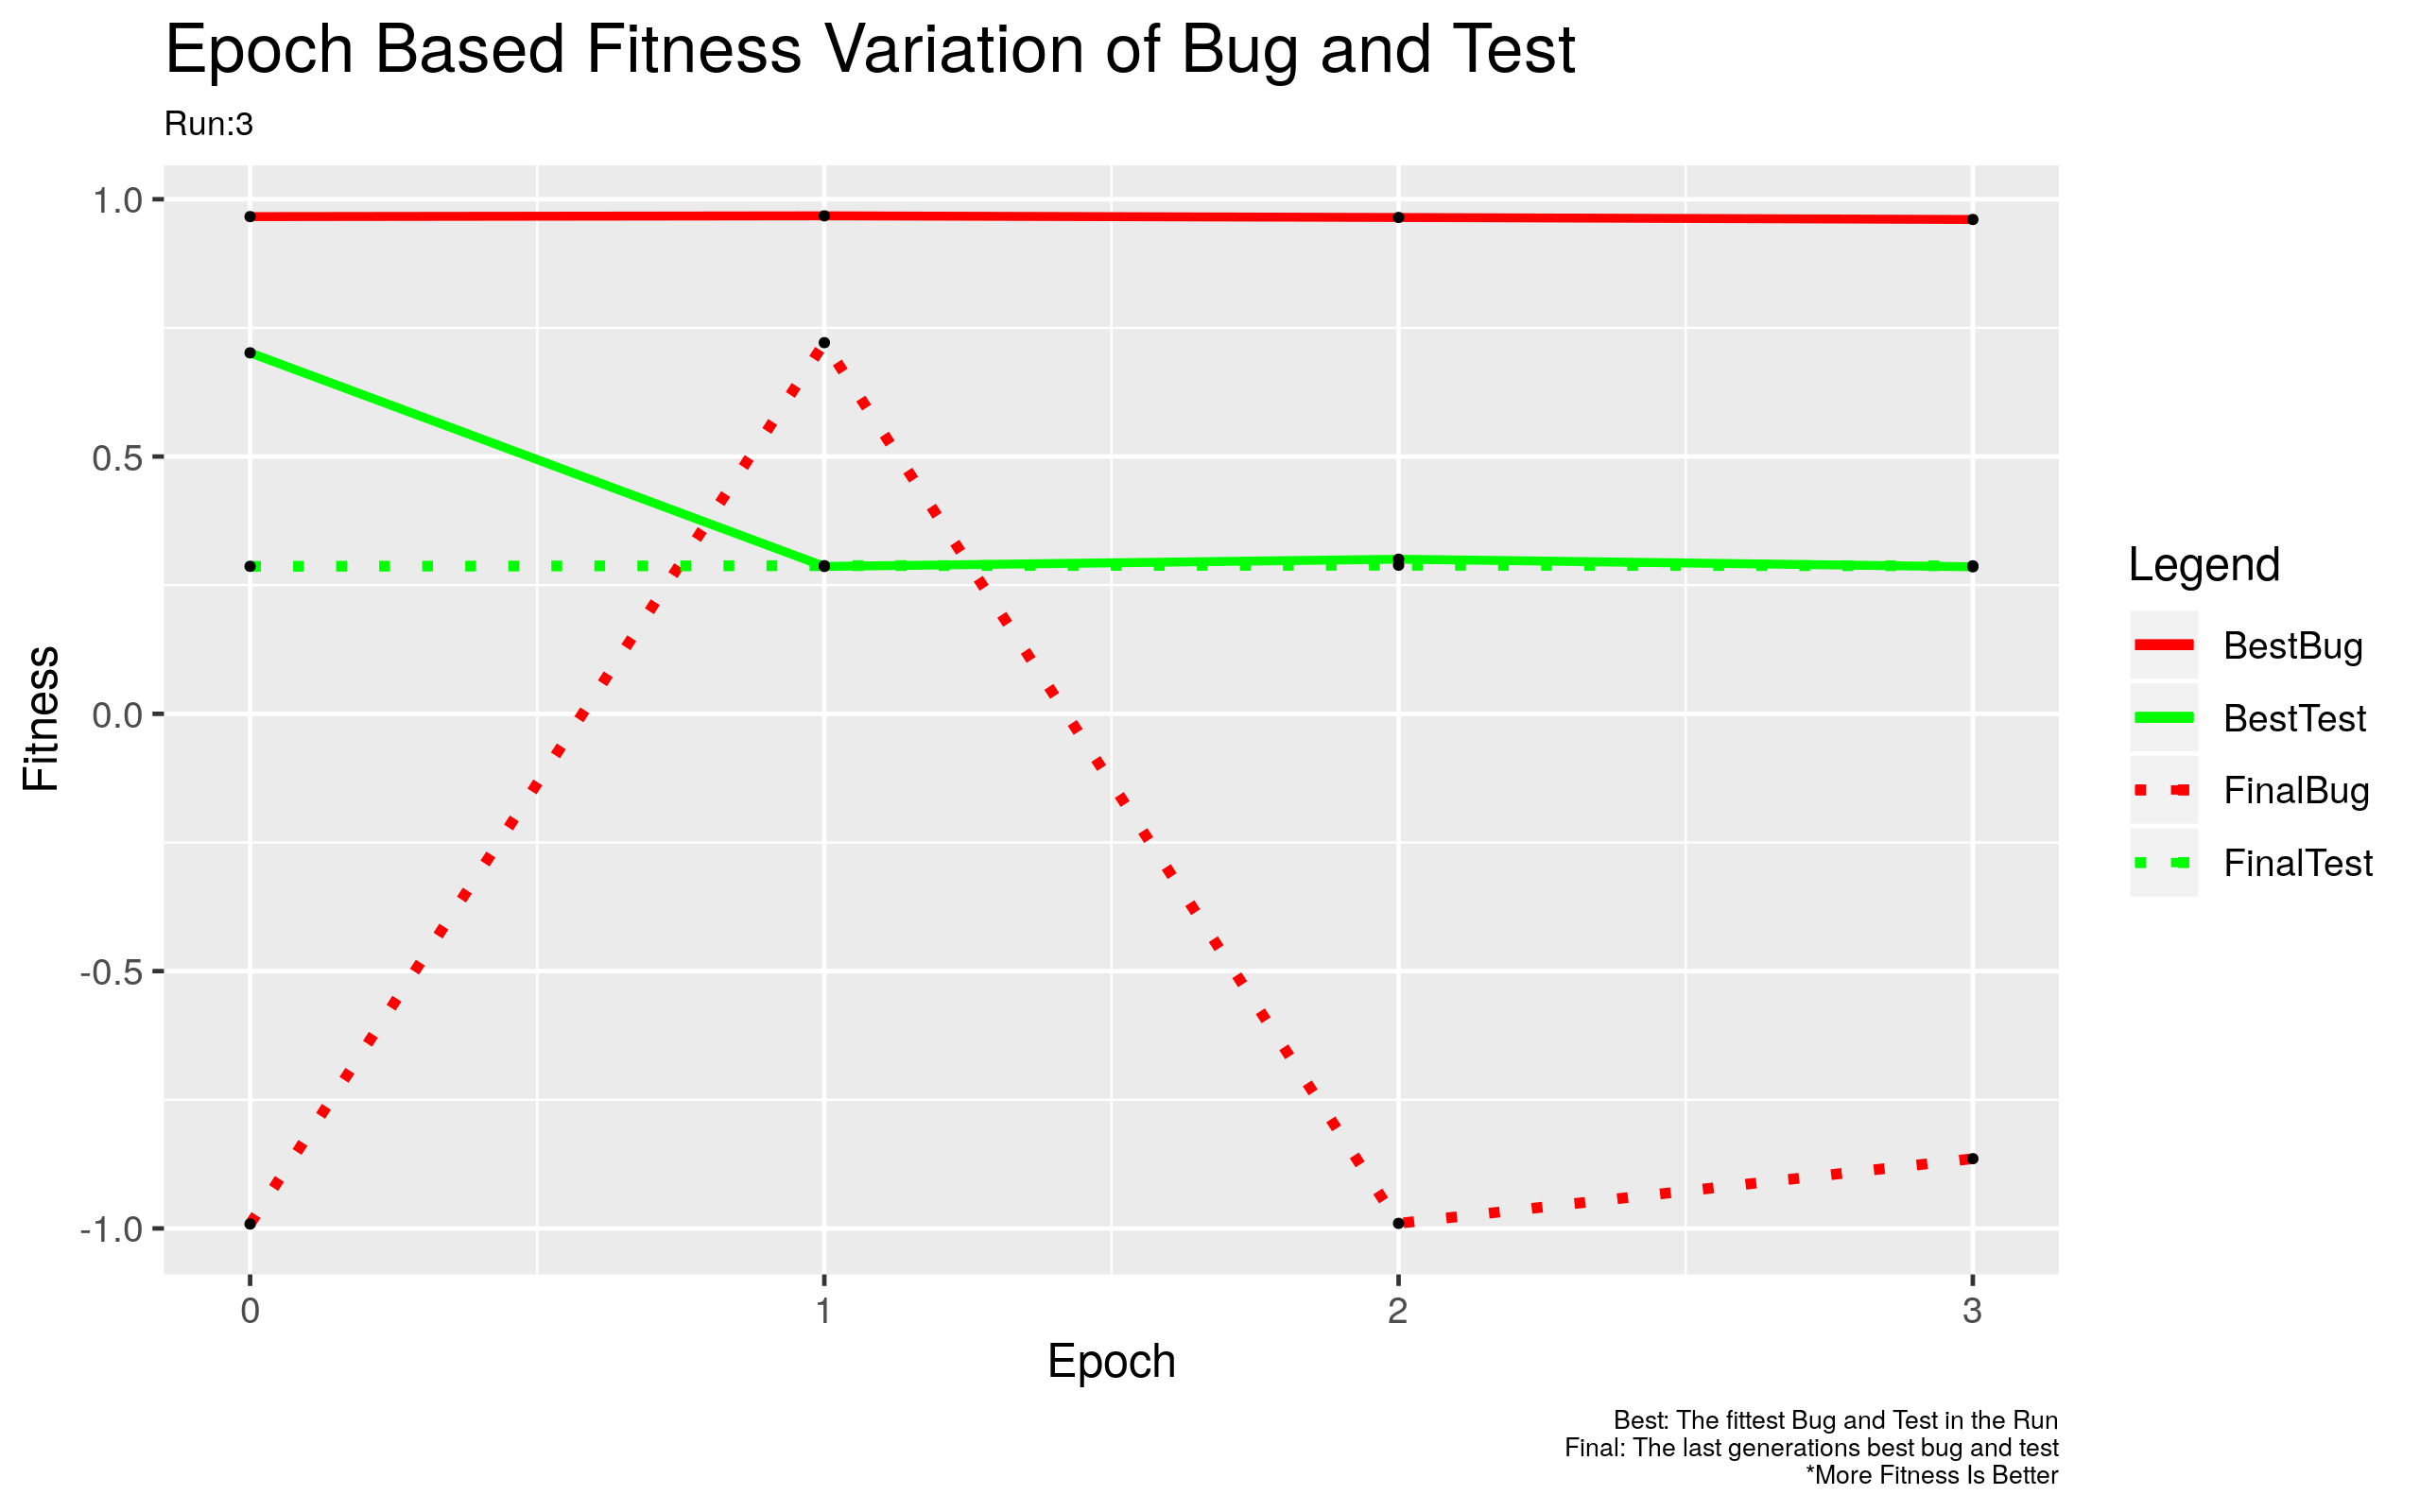 Epoch Based Fitness Variation of Bug and Test
Run:3
1.0
0.5
0.0
-0.5
-1.0
Fitness
0 1 2 3
Epoch
Legend
BestBug
BestTest
FinalBug
FinalTest
Best: The fittest Bug and Test in the Run
Final: The last generations best bug and test
*More Fitness Is Better